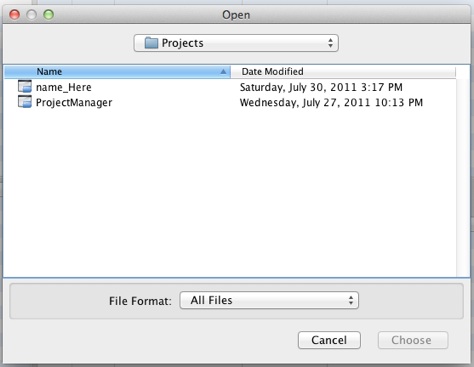 Open
Projects
Name Date Modified
name_Here Saturday, July 30, 2011 3:17 PM
ProjectManager Wednesday, July 27, 2011 10:13 PM
File Format: All Files
Cancel Choose